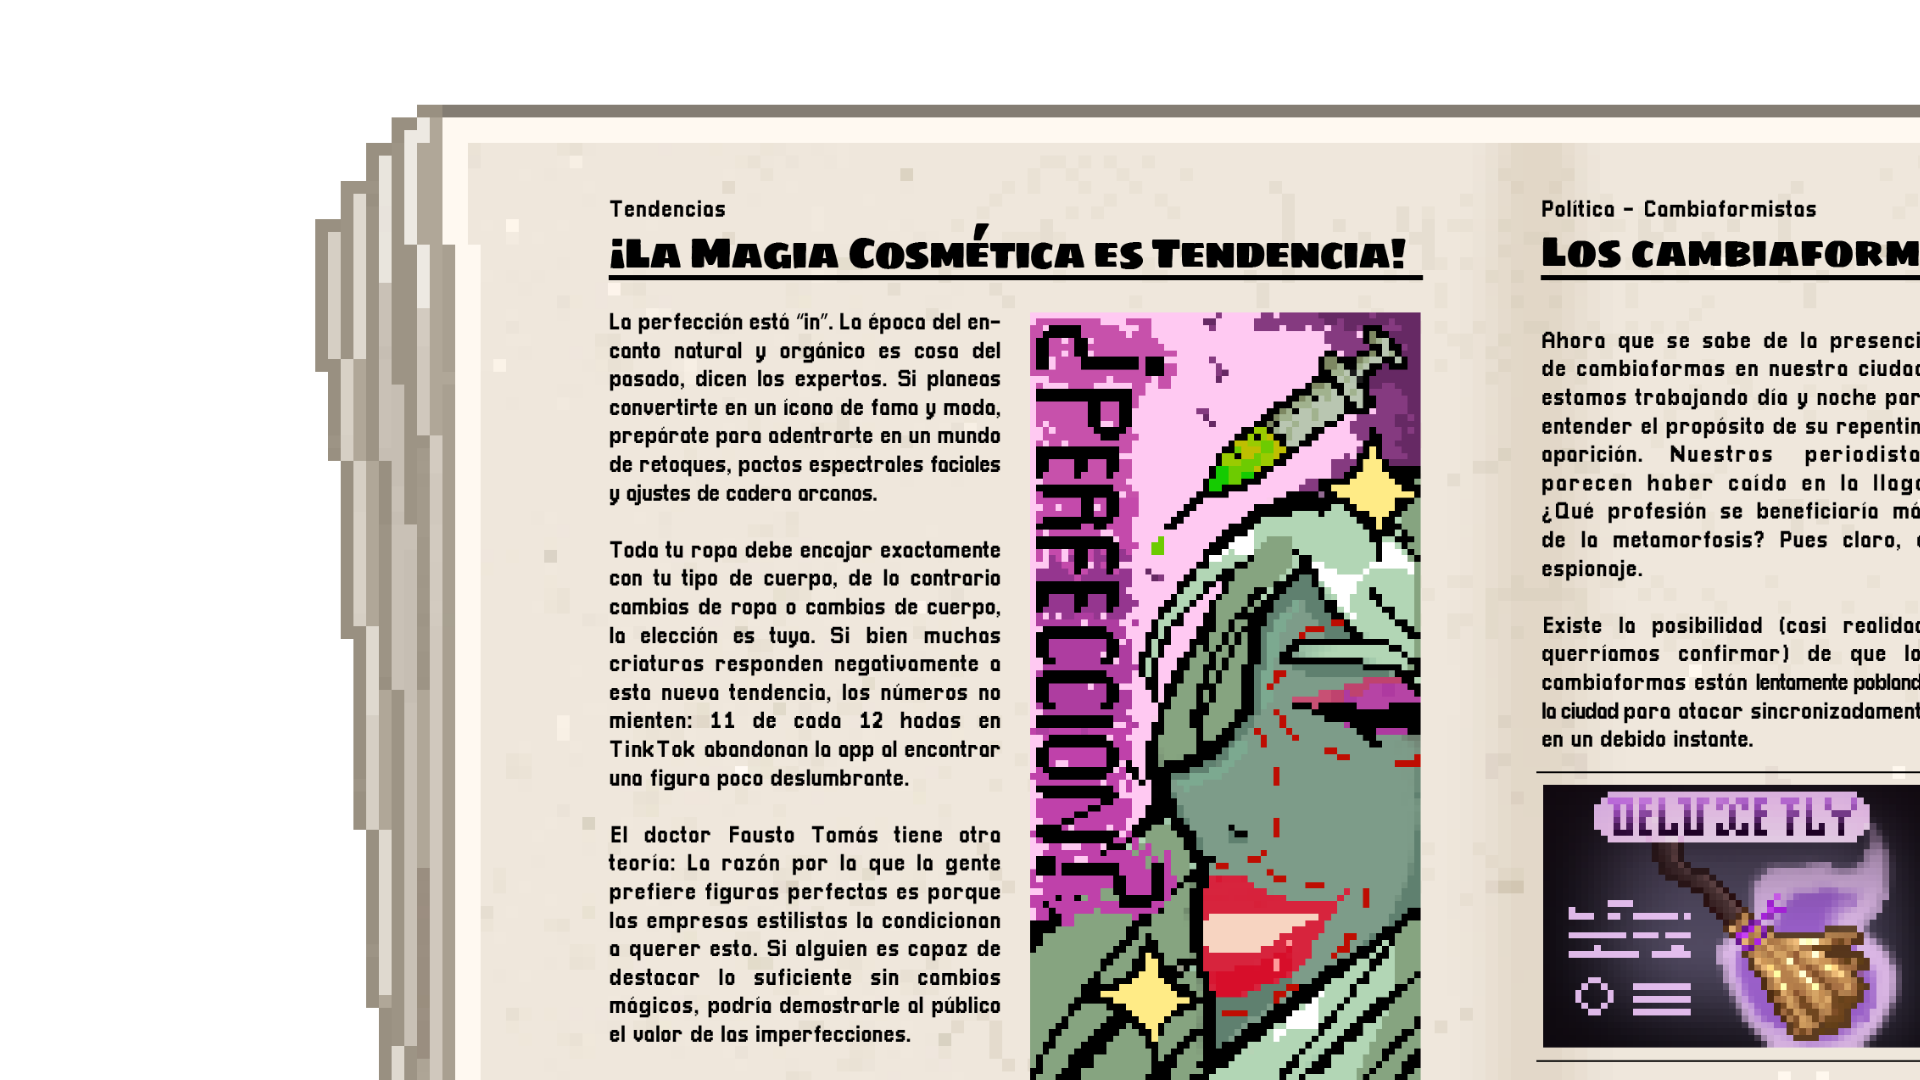 Tendencias
¡La Magia Cosmética es Tendencia!
La perfección está “in”. La época del en-
canto natural y orgánico es cosa del
pasado, dicen los expertos. Si planeas
convertirte en un ícono de fama y moda,
prepárate para adentrarte en un mundo
de retoques, pactos espectrales faciales
y ajustes de cadera arcanos.
Toda tu ropa debe encajar exactamente
con tu tipo de cuerpo, de lo contrario
cambias de ropa o cambias de cuerpo,
la elección es tuya. Si bien muchas
criaturas responden negativamente a
esta nueva tendencia, los números no
mienten: 11 de cada 12 hadas en
TinkTok abandonan la app al encontrar
una figura poco deslumbrante.
El doctor Fausto Tomás tiene otra
teoría: La razón por la que la gente
prefiere figuras perfectas es porque
las empresas estilistas la condicionan
a querer esto. Si alguien es capaz de
destacar lo suficiente sin cambios
mágicos, podría demostrarle al público
el valor de las imperfecciones.
¿PERFECCION?
Política - Cambiaformistas
Los cambiaform
Ahora que se sabe de la presenci
de cambiaformas en nuestra ciudad
estamos trabajando día y noche par
entender el propósito de su repentin
aparición. Nuestros periodista
parecen haber caído en la llaga
¿Qué profesión se beneficiaría má
de la metamorfosis? Pues claro, e
espionaje.
Existe la posibilidad (casi realidad
querríamos confirmar) de que lo
cambiaformas están lentamente pobland
la ciudad para atacar sincronizadament
en un debido instante.
DELUXE FLY